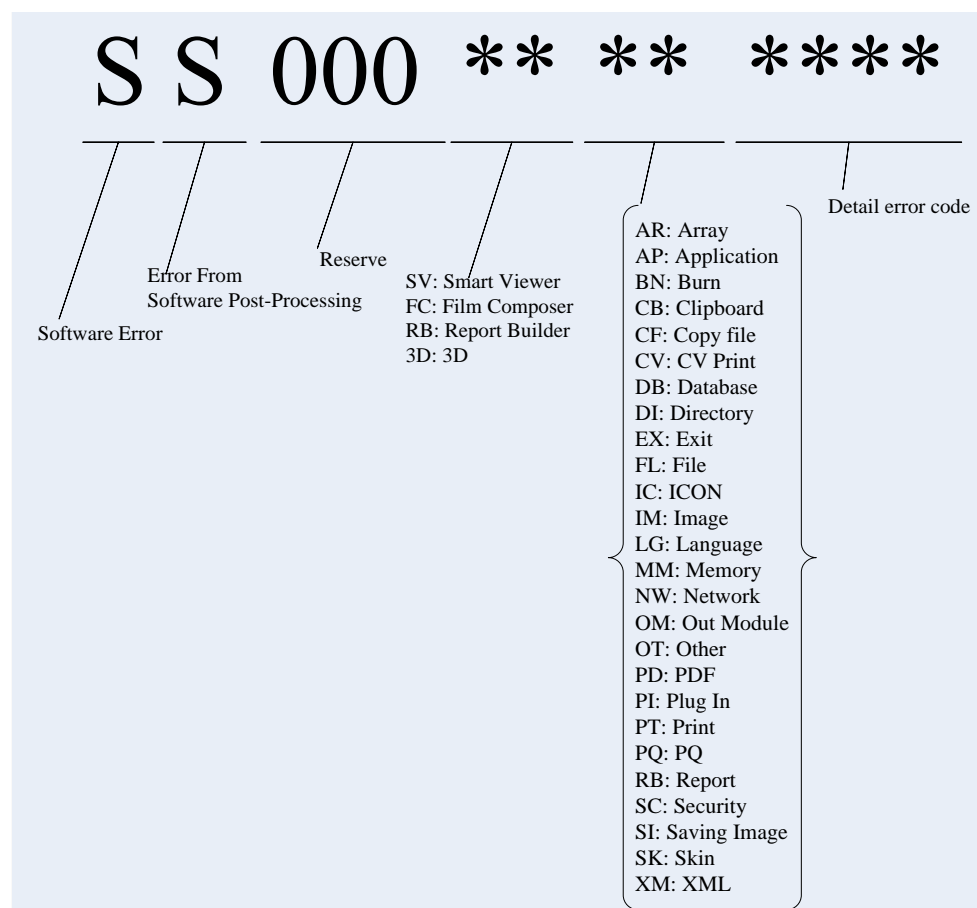 S S 000 ** ** ****
Software Error
Error From
Software Post-Processing
Reserve
SV: Smart Viewer
FC: Film Composer
RB: Report Builder
3D: 3D
AR: Array
AP: Application
BN: Burn
CB: Clipboard
CF: Copy file
CV: CV Print
DB: Database
DI: Directory
EX: Exit
FL: File
IC: ICON
IM: Image
LG: Language
MM: Memory
NW: Network
OM: Out Module
OT: Other
PD: PDF
PI: Plug In
PT: Print
PQ: PQ
RB: Report
SC: Security
SI: Saving Image
SK: Skin
XM: XML
Detail error code